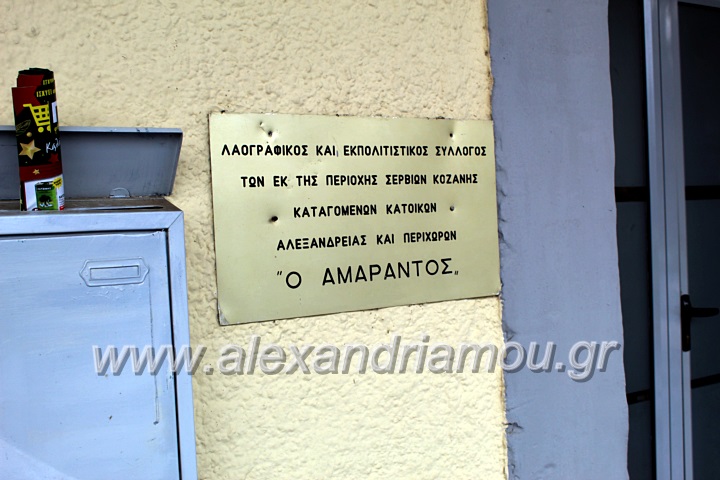 ΛΑΟΓΡΑΦΙΚΟΣ ΚΑΙ ΕΚΠΟΛΙΤΙΣΤΙΚΟΣ ΣΥΛΛΟΓΟΣ
ΤΩΝ ΕΚ ΤΗΣ ΠΕΡΙΟΧΗΣ ΣΕΡΒΙΩΝ ΚΟΖΑΝΗΣ
ΚΑΤΑΓΟΜΕΝΩΝ ΚΑΤΟΙΚΩΝ
ΑΛΕΞΑΝΔΡΕΙΑΣ ΚΑΙ ΠΕΡΙΧΩΡΩΝ
"Ο ΑΜΑΡΑΝΤΟΣ„
www.alexandriamou.gr